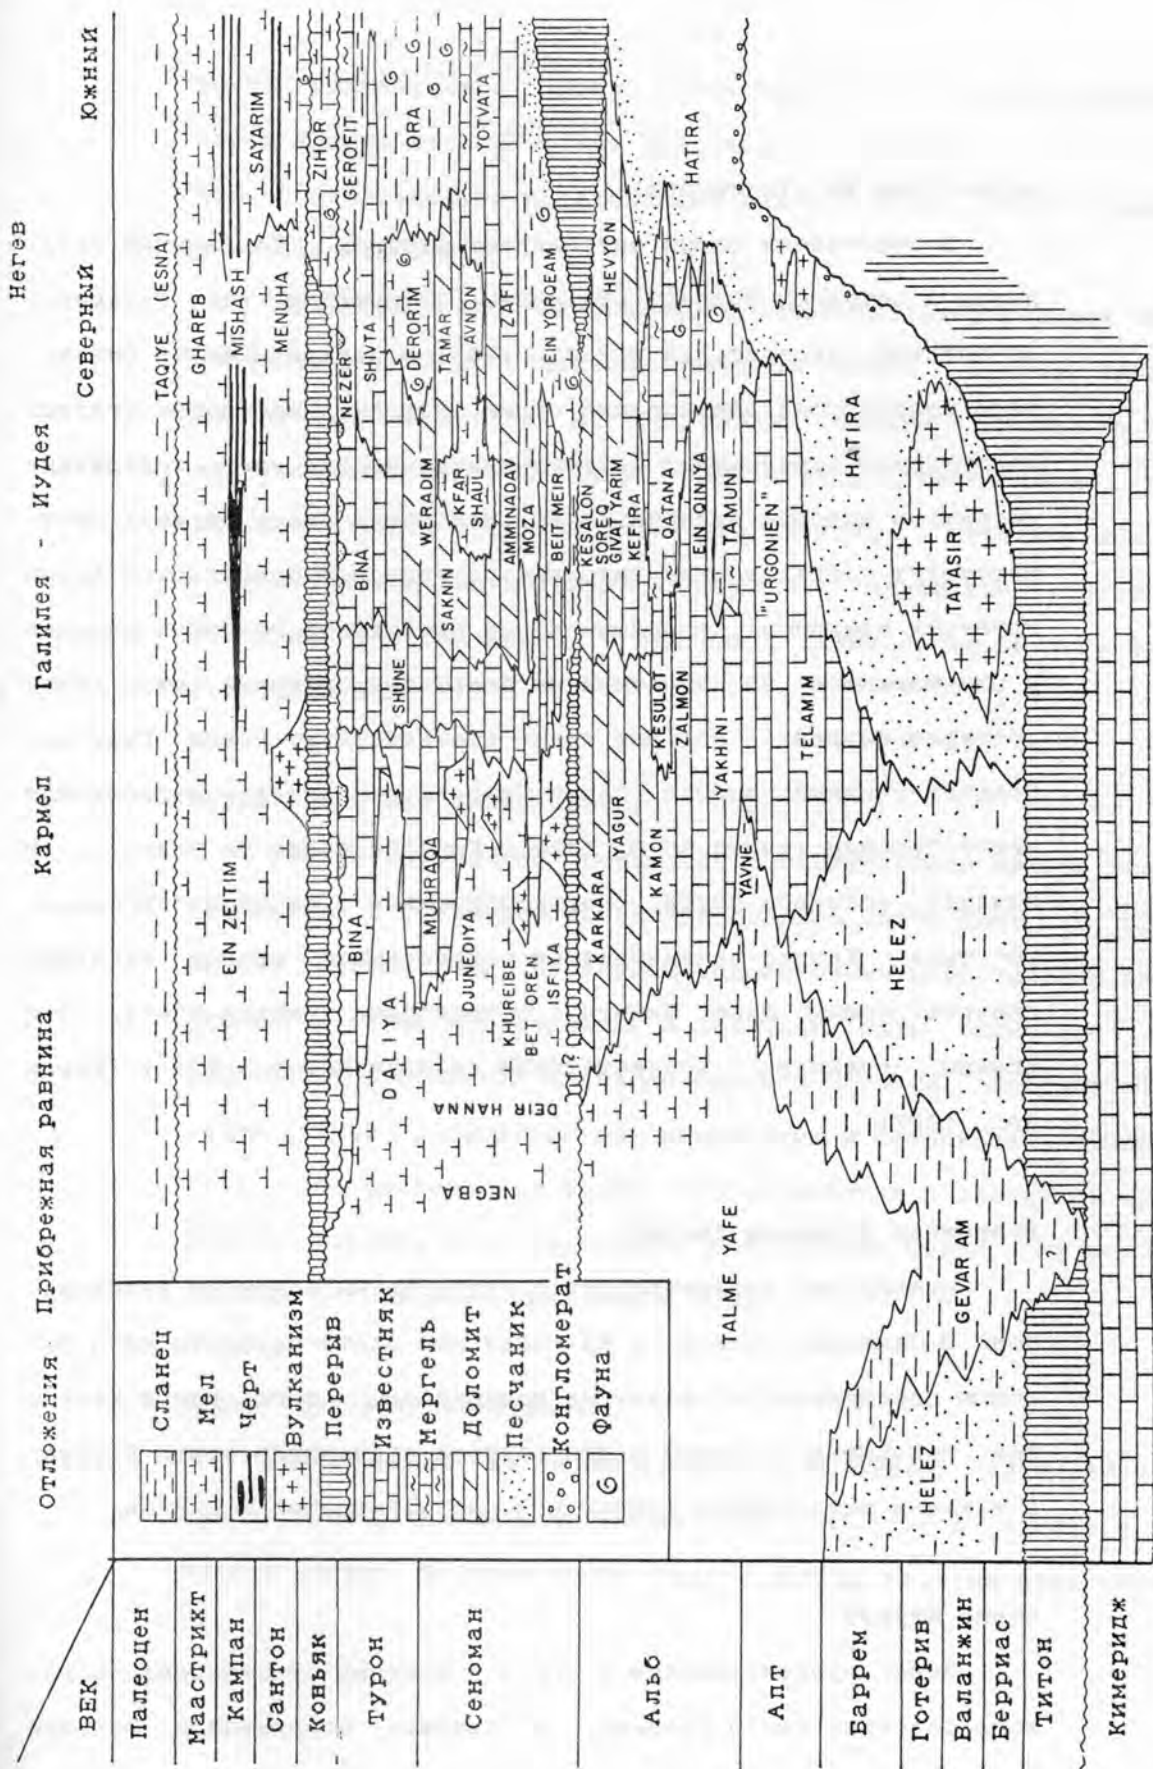 Негев
Отложения Прибрежная равнина Кармел Галилея - Иудея Северный Южный
ВЕК
Палеоцен
Маастрихт
Кампан
Сантон
Коньяк
Турон
Сеноман
Альб
Апт
Баррем
Готерив
Валанжин
Берриас
Титон
Кимеридж
Сланец
Мел
Черт
Вулканизм
Перерыв
Известняк
Мергель
Доломит
Песчаник
Конгломерат
Фауна
TAQIYE (ESNA)
GHAREB
EIN ZEITIM
MISHASH
SAYARIM
MENUHA
ZIHOR
BINA
BINA
NEZER
SHIVTA
GEROFIT
DALIYA
SHUNE
MUHRAQA
WERADIM
DERORIM
ORA
SAKNIN
TAMAR
DJUNEDIYA
KFAR
SHAUL
AVNON
YOTVATA
KHUREIBE
AMMINADAV
ZAFIT
NEGBA
BET OREN
MOZA
DEIR HANNA
ISFIYA
BEIT MEIR
EIN YOROEAM
?
KARKARA
KESALON
SOREQ
GIVAT YARIM
HEVYON
YAGUR
KEFIRA
KAMON
KESULOT
QATANA
ZALMON
EIN QINIYA
HATIRA
TALME YAFE
YAKHINI
TAMUN
YAVNE
"URGONIEN"
TELAMIM
HATIRA
HELEZ
HELEZ
TAYASIR
GEVAR AM
?